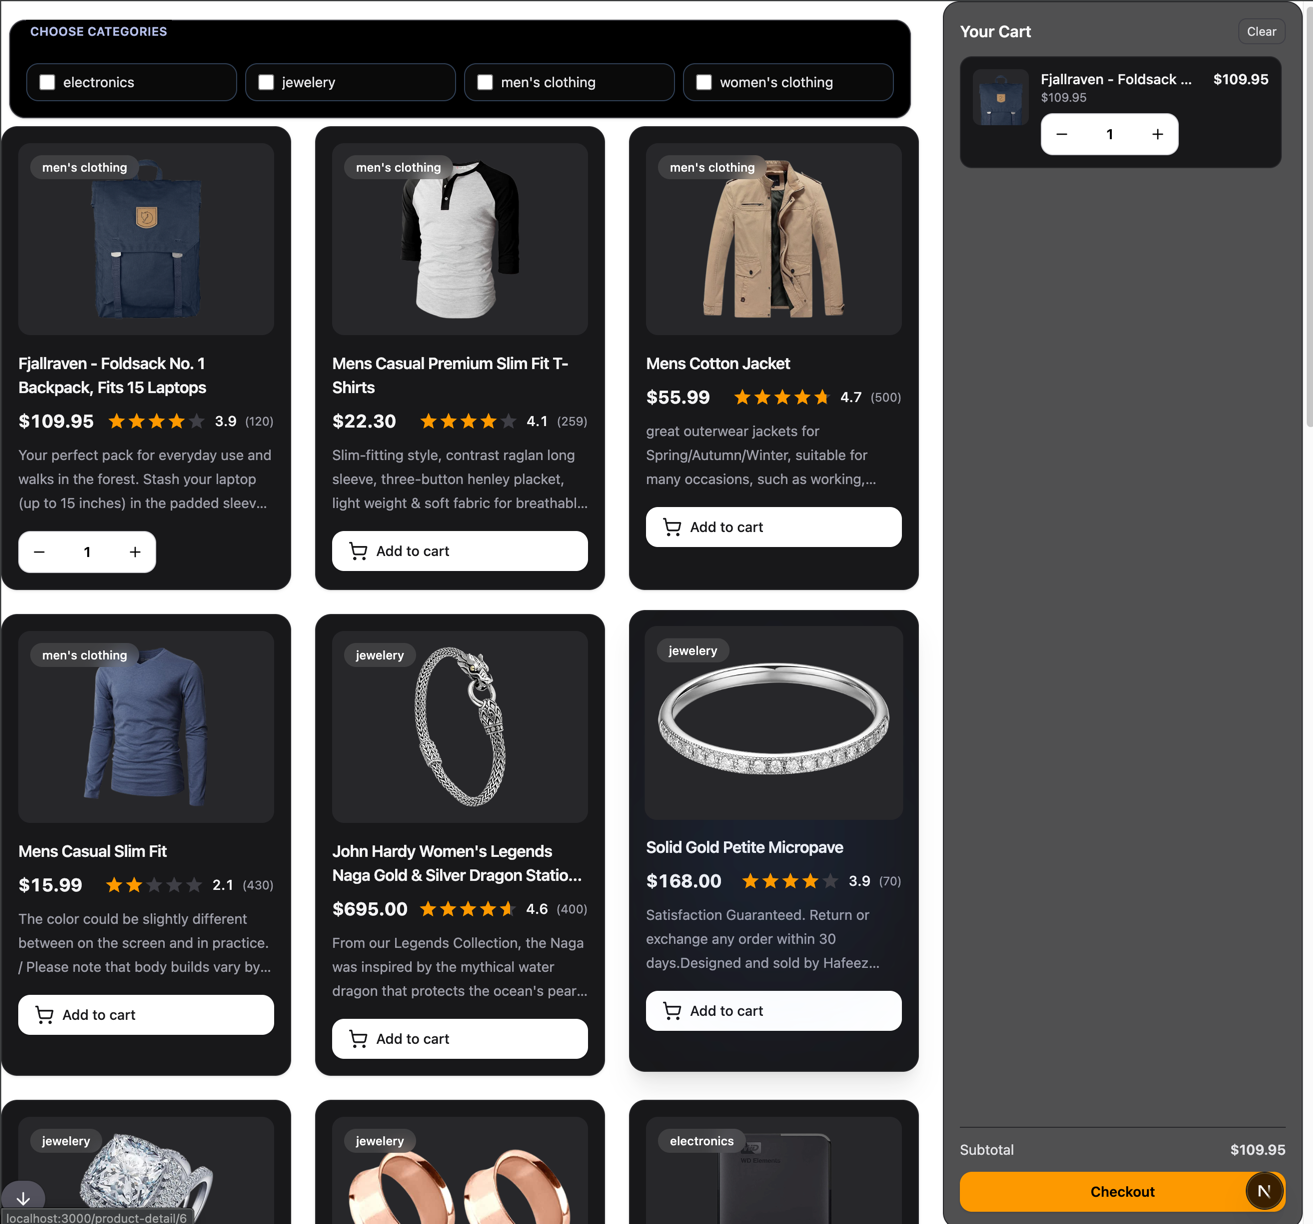 CHOOSE CATEGORIES
electronics
jewelery
men's clothing
women's clothing
men's clothing
Fjallraven - Foldsack No. 1
Backpack, Fits 15 Laptops
$109.95 3.9 (120)
Your perfect pack for everyday use and
walks in the forest. Stash your laptop
(up to 15 inches) in the padded sleev...
− 1 +
men's clothing
Mens Casual Premium Slim Fit T-
Shirts
$22.30 4.1 (259)
Slim-fitting style, contrast raglan long
sleeve, three-button henley placket,
light weight & soft fabric for breathabl...
Add to cart
men's clothing
Mens Cotton Jacket
$55.99 4.7 (500)
great outerwear jackets for
Spring/Autumn/Winter, suitable for
many occasions, such as working,...
Add to cart
men's clothing
Mens Casual Slim Fit
$15.99 2.1 (430)
The color could be slightly different
between on the screen and in practice.
/ Please note that body builds vary by...
Add to cart
jewelery
John Hardy Women's Legends
Naga Gold & Silver Dragon Statio...
$695.00 4.6 (400)
From our Legends Collection, the Naga
was inspired by the mythical water
dragon that protects the ocean's pear...
Add to cart
jewelery
Solid Gold Petite Micropave
$168.00 3.9 (70)
Satisfaction Guaranteed. Return or
exchange any order within 30
days.Designed and sold by Hafeez...
Add to cart
jewelery
jewelery
electronics
WD Elements
localhost:3000/product-detail/6
Your Cart
Clear
Fjallraven - Foldsack ... $109.95
$109.95
− 1 +
Subtotal $109.95
Checkout
N